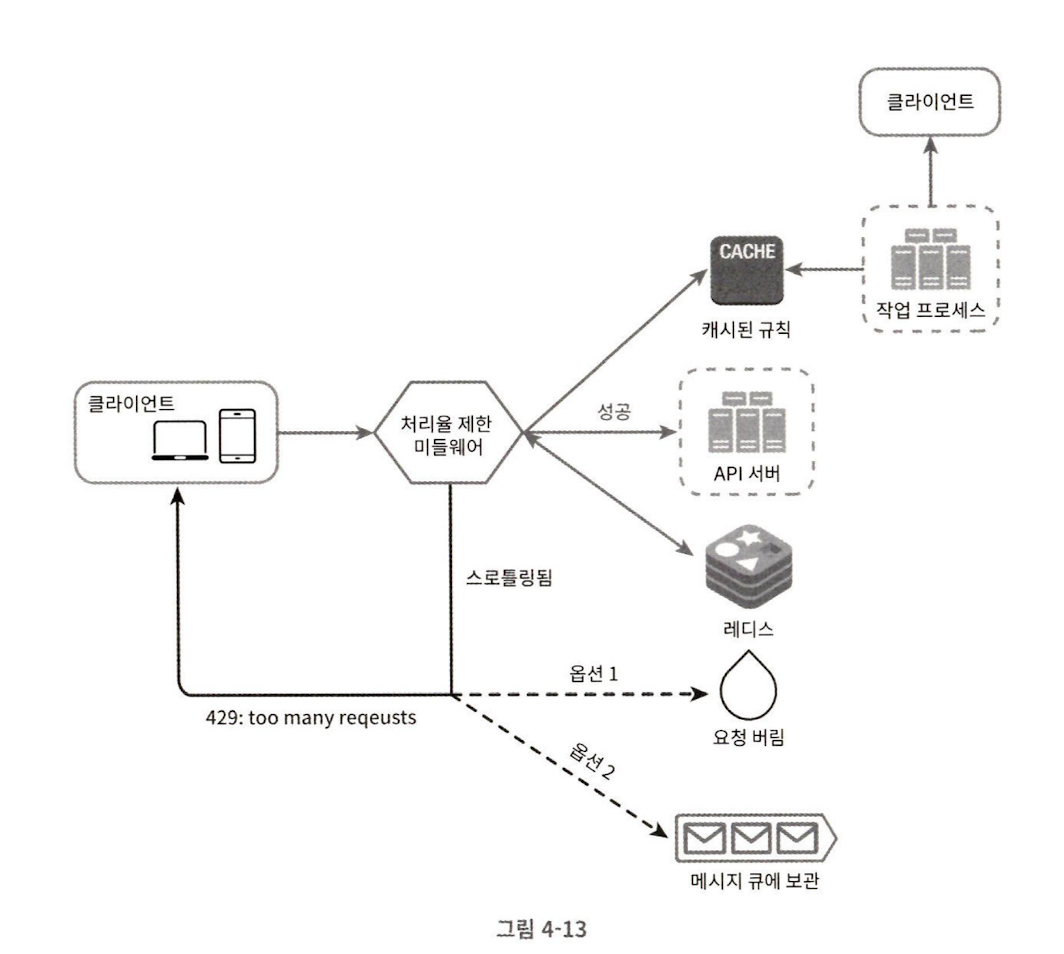 클라이언트
CACHE
작업 프로세스
캐시된 규칙
클라이언트
처리율 제한
미들웨어
성공
API 서버
스로틀링됨
레디스
옵션 1
429: too many reqeusts
요청 버림
옵션 2
메시지 큐에 보관
그림 4-13